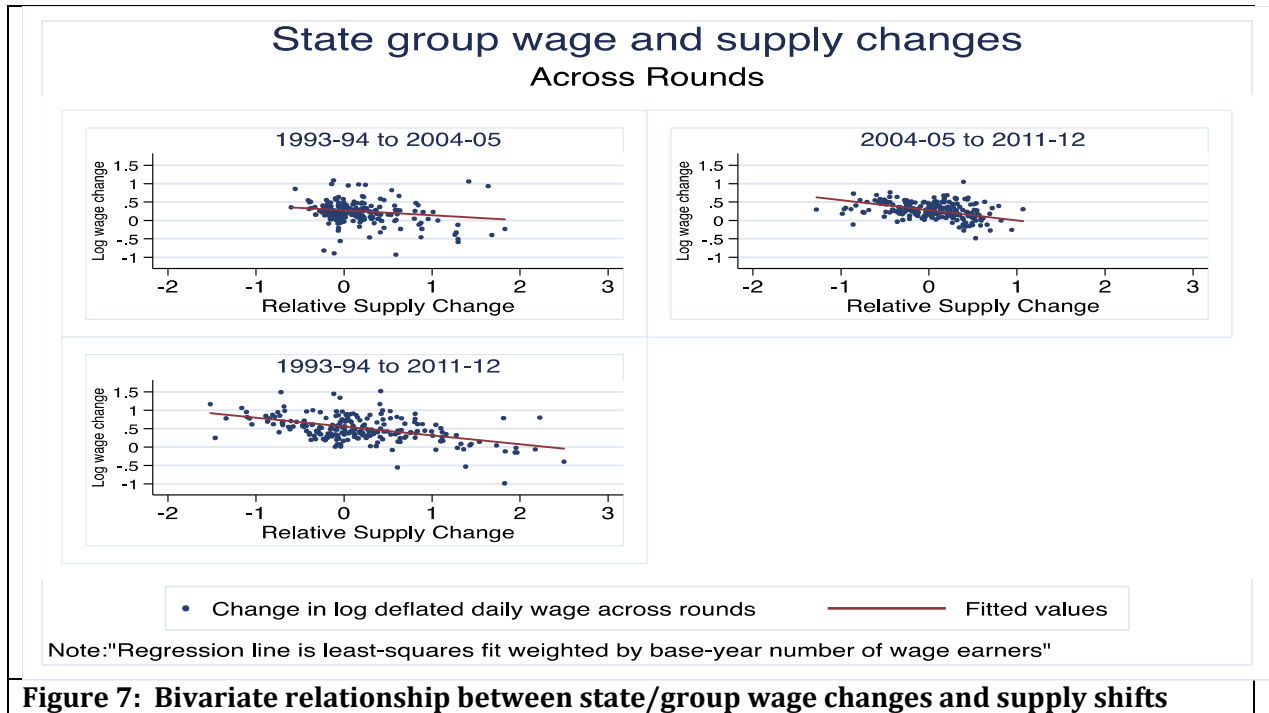 State group wage and supply changes
Across Rounds
1993-94 to 2004-05
Log wage change
1.5
1
.5
0
-.5
-1
-2 -1 0 1 2 3
Relative Supply Change
2004-05 to 2011-12
Log wage change
1.5
1
.5
0
-.5
-1
-2 -1 0 1 2 3
Relative Supply Change
1993-94 to 2011-12
Log wage change
1.5
1
.5
0
-.5
-1
-2 -1 0 1 2 3
Relative Supply Change
Change in log deflated daily wage across rounds
Fitted values
Note:"Regression line is least-squares fit weighted by base-year number of wage earners"
Figure 7: Bivariate relationship between state/group wage changes and supply shifts